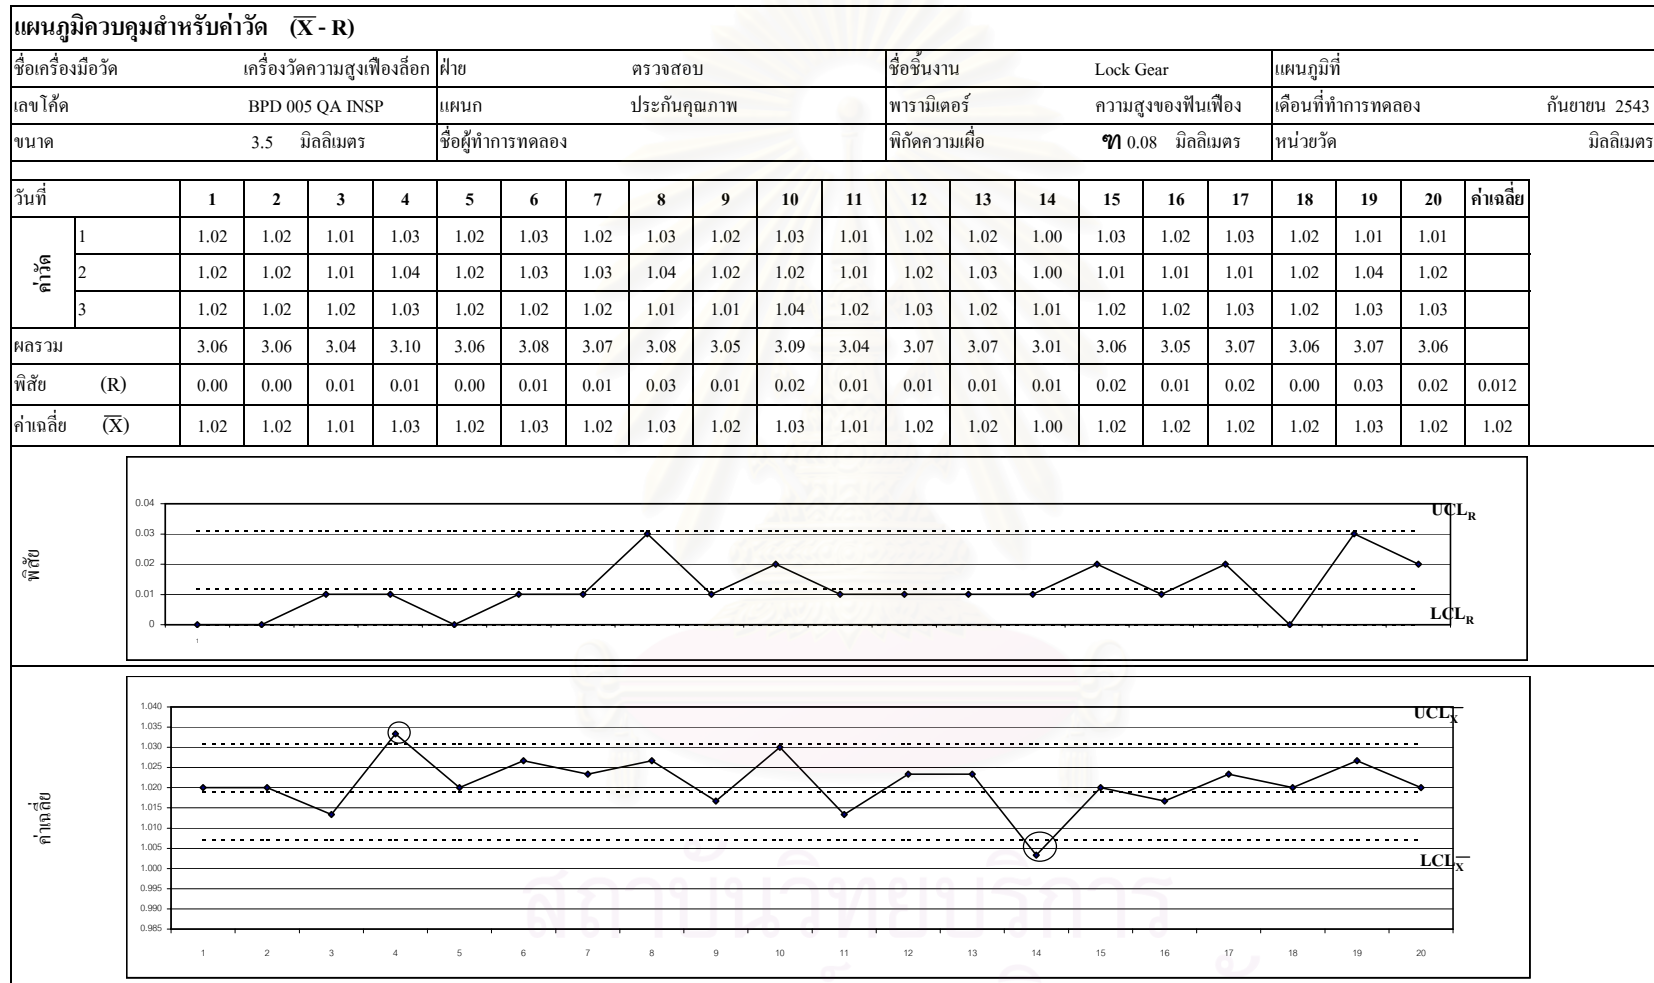 แผนภูมิควบคุมสำหรับค่าวัด (X̅ - R)
ชื่อเครื่องมือวัด เครื่องวัดความสูงเฟืองล็อก ฝ่าย ตรวจสอบ ชื่อชิ้นงาน Lock Gear แผนภูมิที่
เลขโค้ด BPD 005 QA INSP แผนก ประกันคุณภาพ พารามิเตอร์ ความสูงของฟันเฟือง เดือนที่ทำการทดลอง กันยายน 2543
ขนาด 3.5 มิลลิเมตร ชื่อผู้ทำการทดลอง พิกัดความเผื่อ ฑ 0.08 มิลลิเมตร หน่วยวัด มิลลิเมตร
วันที่ 1 2 3 4 5 6 7 8 9 10 11 12 13 14 15 16 17 18 19 20 ค่าเฉลี่ย
ค่าวัด
1 1.02 1.02 1.01 1.03 1.02 1.03 1.02 1.03 1.02 1.03 1.01 1.02 1.02 1.00 1.03 1.02 1.03 1.02 1.01 1.01
2 1.02 1.02 1.01 1.04 1.02 1.03 1.03 1.04 1.02 1.02 1.01 1.02 1.03 1.00 1.01 1.01 1.01 1.02 1.04 1.02
3 1.02 1.02 1.02 1.03 1.02 1.02 1.02 1.01 1.01 1.04 1.02 1.03 1.02 1.01 1.02 1.02 1.03 1.02 1.03 1.03
ผลรวม 3.06 3.06 3.04 3.10 3.06 3.08 3.07 3.08 3.05 3.09 3.04 3.07 3.07 3.01 3.06 3.05 3.07 3.06 3.07 3.06
พิสัย (R) 0.00 0.00 0.01 0.01 0.00 0.01 0.01 0.03 0.01 0.02 0.01 0.01 0.01 0.01 0.02 0.01 0.02 0.00 0.03 0.02 0.012
ค่าเฉลี่ย (X̅) 1.02 1.02 1.01 1.03 1.02 1.03 1.02 1.03 1.02 1.03 1.01 1.02 1.02 1.00 1.02 1.02 1.02 1.02 1.03 1.02 1.02
พิสัย
0.04
UCL_R
0.03
0.02
0.01
LCL_R
0
1
ค่าเฉลี่ย
1.040
UCL_X̅
1.035
1.030
1.025
1.020
1.015
1.010
1.005
LCL_X̅
1.000
0.995
0.990
0.985
1 2 3 4 5 6 7 8 9 10 11 12 13 14 15 16 17 18 19 20
สถาบันวิทยบริการ